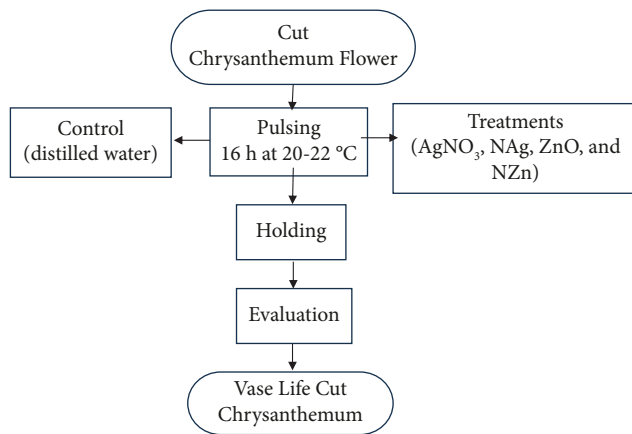 Cut
Chrysanthemum Flower
Control
(distilled water)
Pulsing
16 h at 20-22 °C
Treatments
(AgNO₃, NAg, ZnO, and
NZn)
Holding
Evaluation
Vase Life Cut
Chrysanthemum